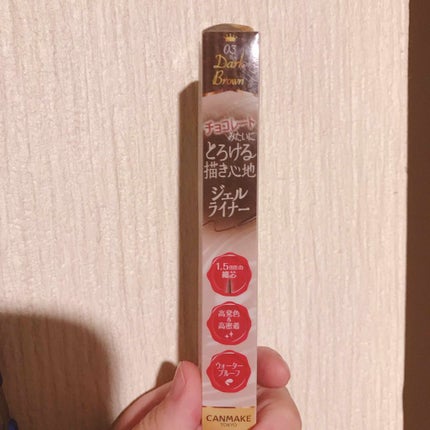 03
Dark
Brown
チョコレート
みたいに
とろける
描き心地
ジェル
ライナー
1.5mmの
細芯
高発色
&
高密着
ウォーター
プルーフ
CANMAKE
TOKYO